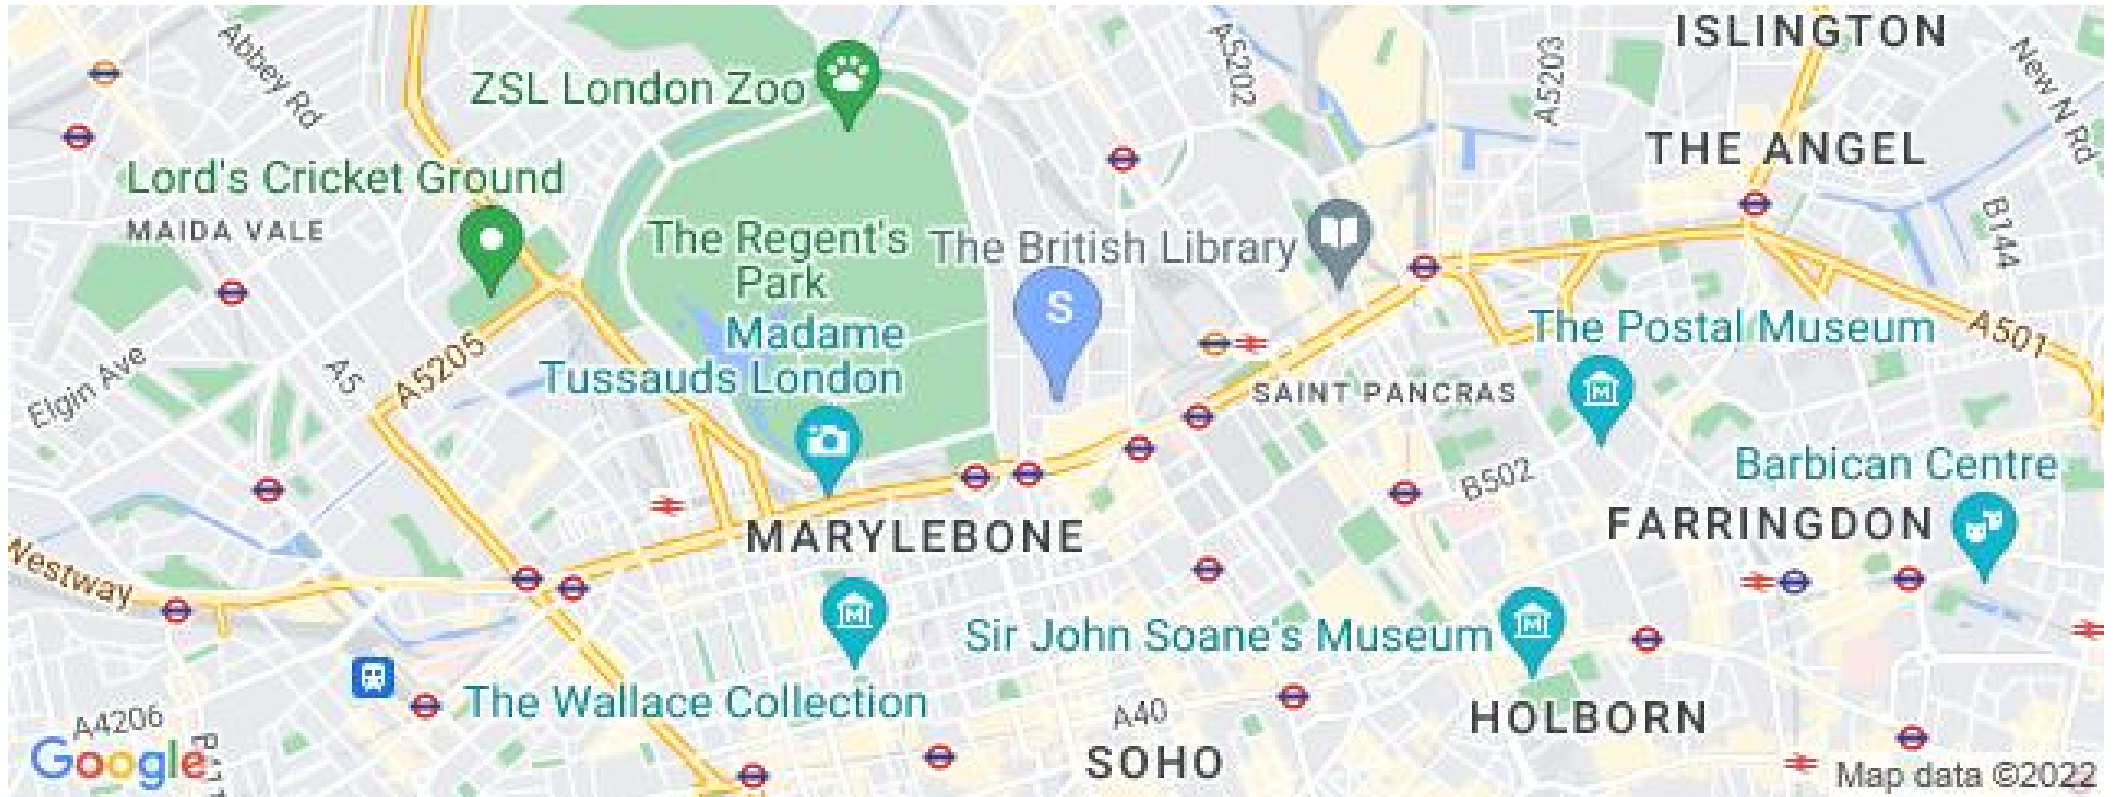 ISLINGTON
Abbey Rd
A5202
A5203
New N Rd
ZSL London Zoo
THE ANGEL
Lord's Cricket Ground
MAIDA VALE
The Regent's
Park
The British Library
B144
S
Madame
Tussauds London
The Postal Museum
A501
A5205
A5
Elgin Ave
SAINT PANCRAS
B502
Barbican Centre
MARYLEBONE
FARRINGDON
Westway
Sir John Soane's Museum
The Wallace Collection
A4206
A40
HOLBORN
SOHO
Google
Map data ©2022